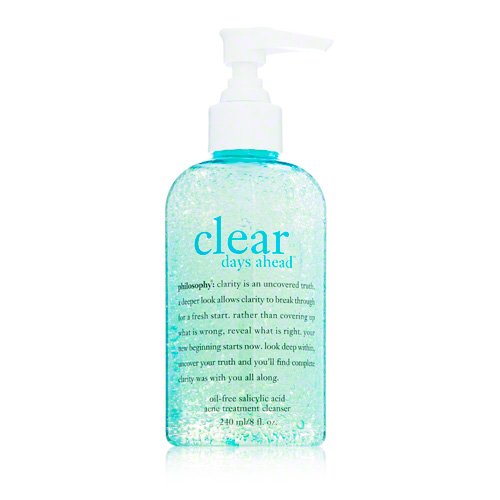 clear
days ahead™
philosophy®: clarity is an uncovered truth.
a deeper look allows clarity to break through
for a fresh start. rather than covering up
what is wrong, reveal what is right. your
new beginning starts now. look deep within,
uncover your truth and you'll find complete
clarity was with you all along.
oil-free salicylic acid
acne treatment cleanser
240 ml/8 fl. oz.